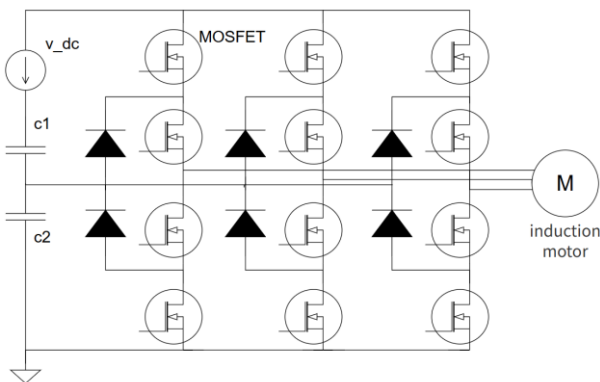 MOSFET
v_dc
c1
M
c2
induction
motor